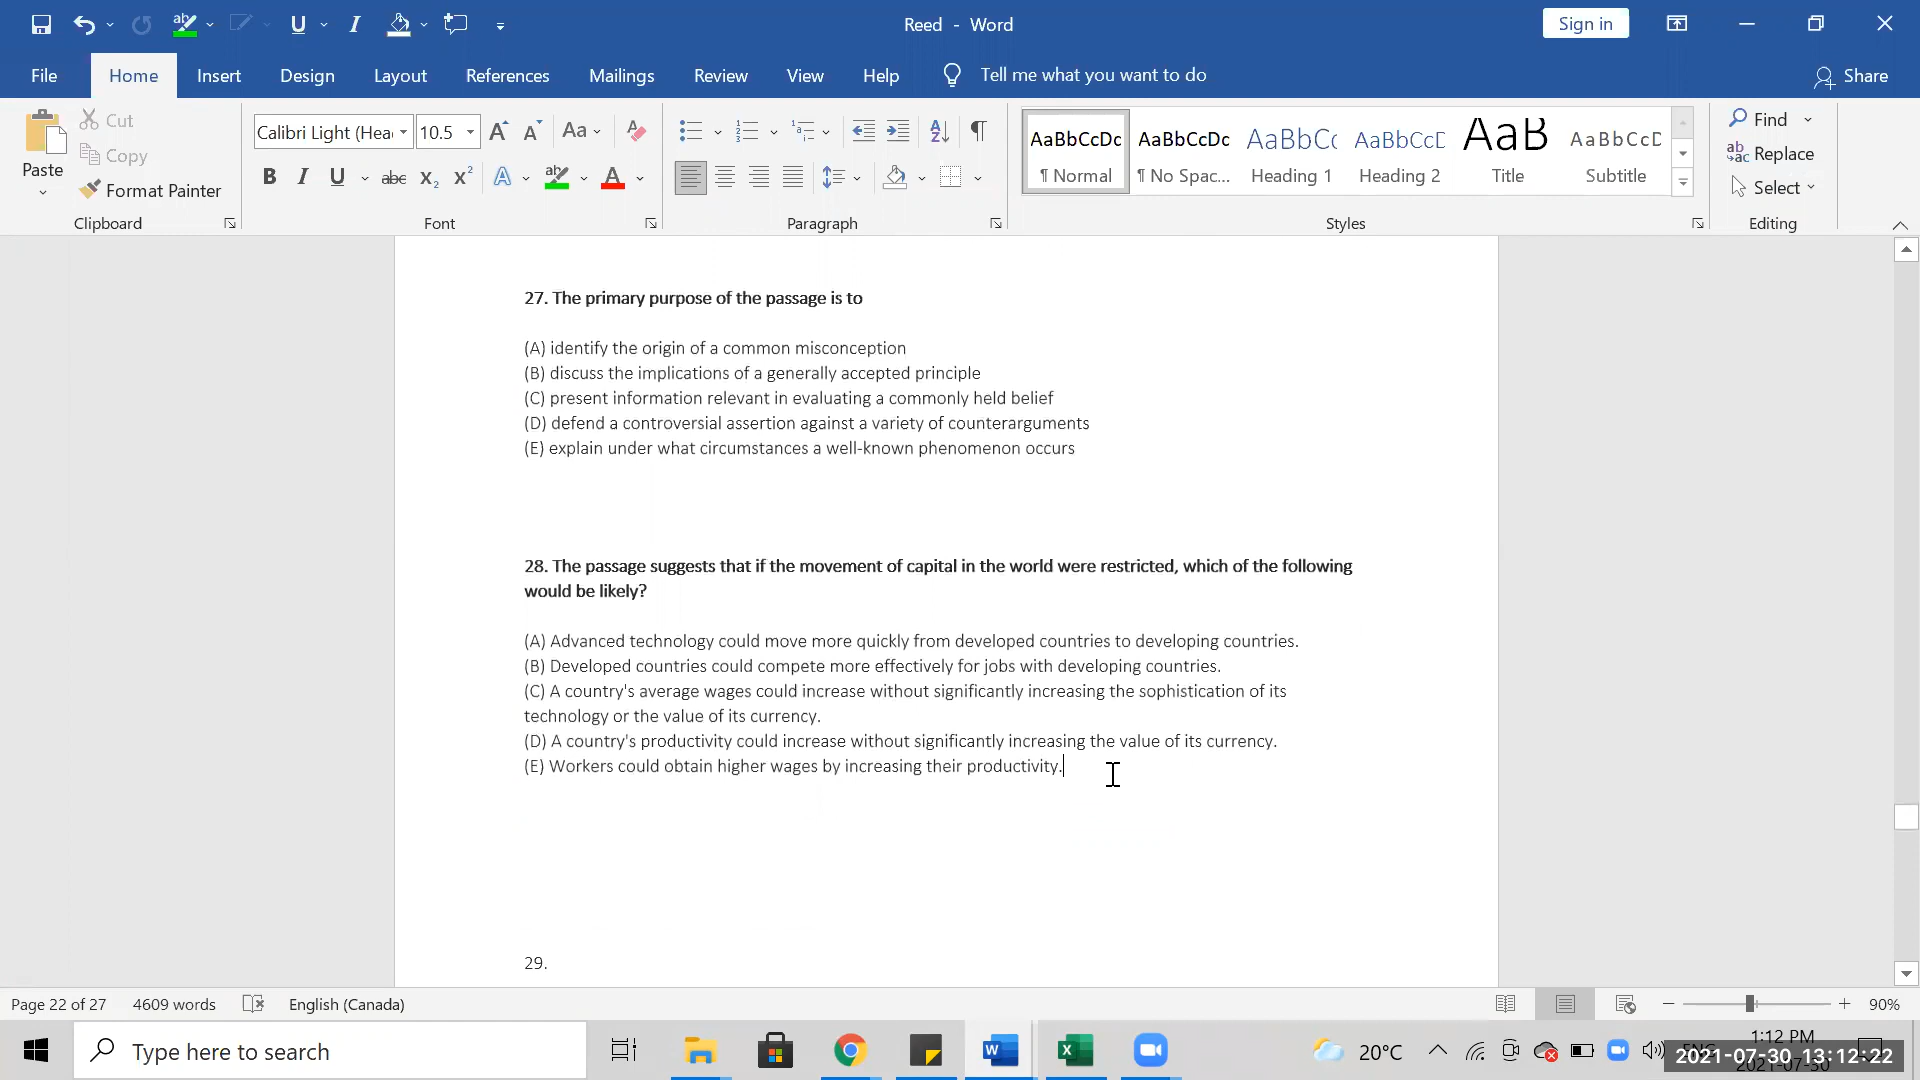 Reed - Word
Sign in
File Home Insert Design Layout References Mailings Review View Help Tell me what you want to do Share
Paste
Cut
Copy
Format Painter
Clipboard
Calibri Light (Hea 10.5
Font
Paragraph
AaBbCcDc AaBbCcDc AaBbCc AaBbCcD AaB AaBbCcD
¶ Normal ¶ No Spac... Heading 1 Heading 2 Title Subtitle
Styles
Find
Replace
Select
Editing
27. The primary purpose of the passage is to
(A) identify the origin of a common misconception
(B) discuss the implications of a generally accepted principle
(C) present information relevant in evaluating a commonly held belief
(D) defend a controversial assertion against a variety of counterarguments
(E) explain under what circumstances a well-known phenomenon occurs
28. The passage suggests that if the movement of capital in the world were restricted, which of the following
would be likely?
(A) Advanced technology could move more quickly from developed countries to developing countries.
(B) Developed countries could compete more effectively for jobs with developing countries.
(C) A country's average wages could increase without significantly increasing the sophistication of its
technology or the value of its currency.
(D) A country's productivity could increase without significantly increasing the value of its currency.
(E) Workers could obtain higher wages by increasing their productivity.
29.
Page 22 of 27 4609 words English (Canada) 90%
Type here to search
20°C
1:12 PM
2021-07-30 13:12:22